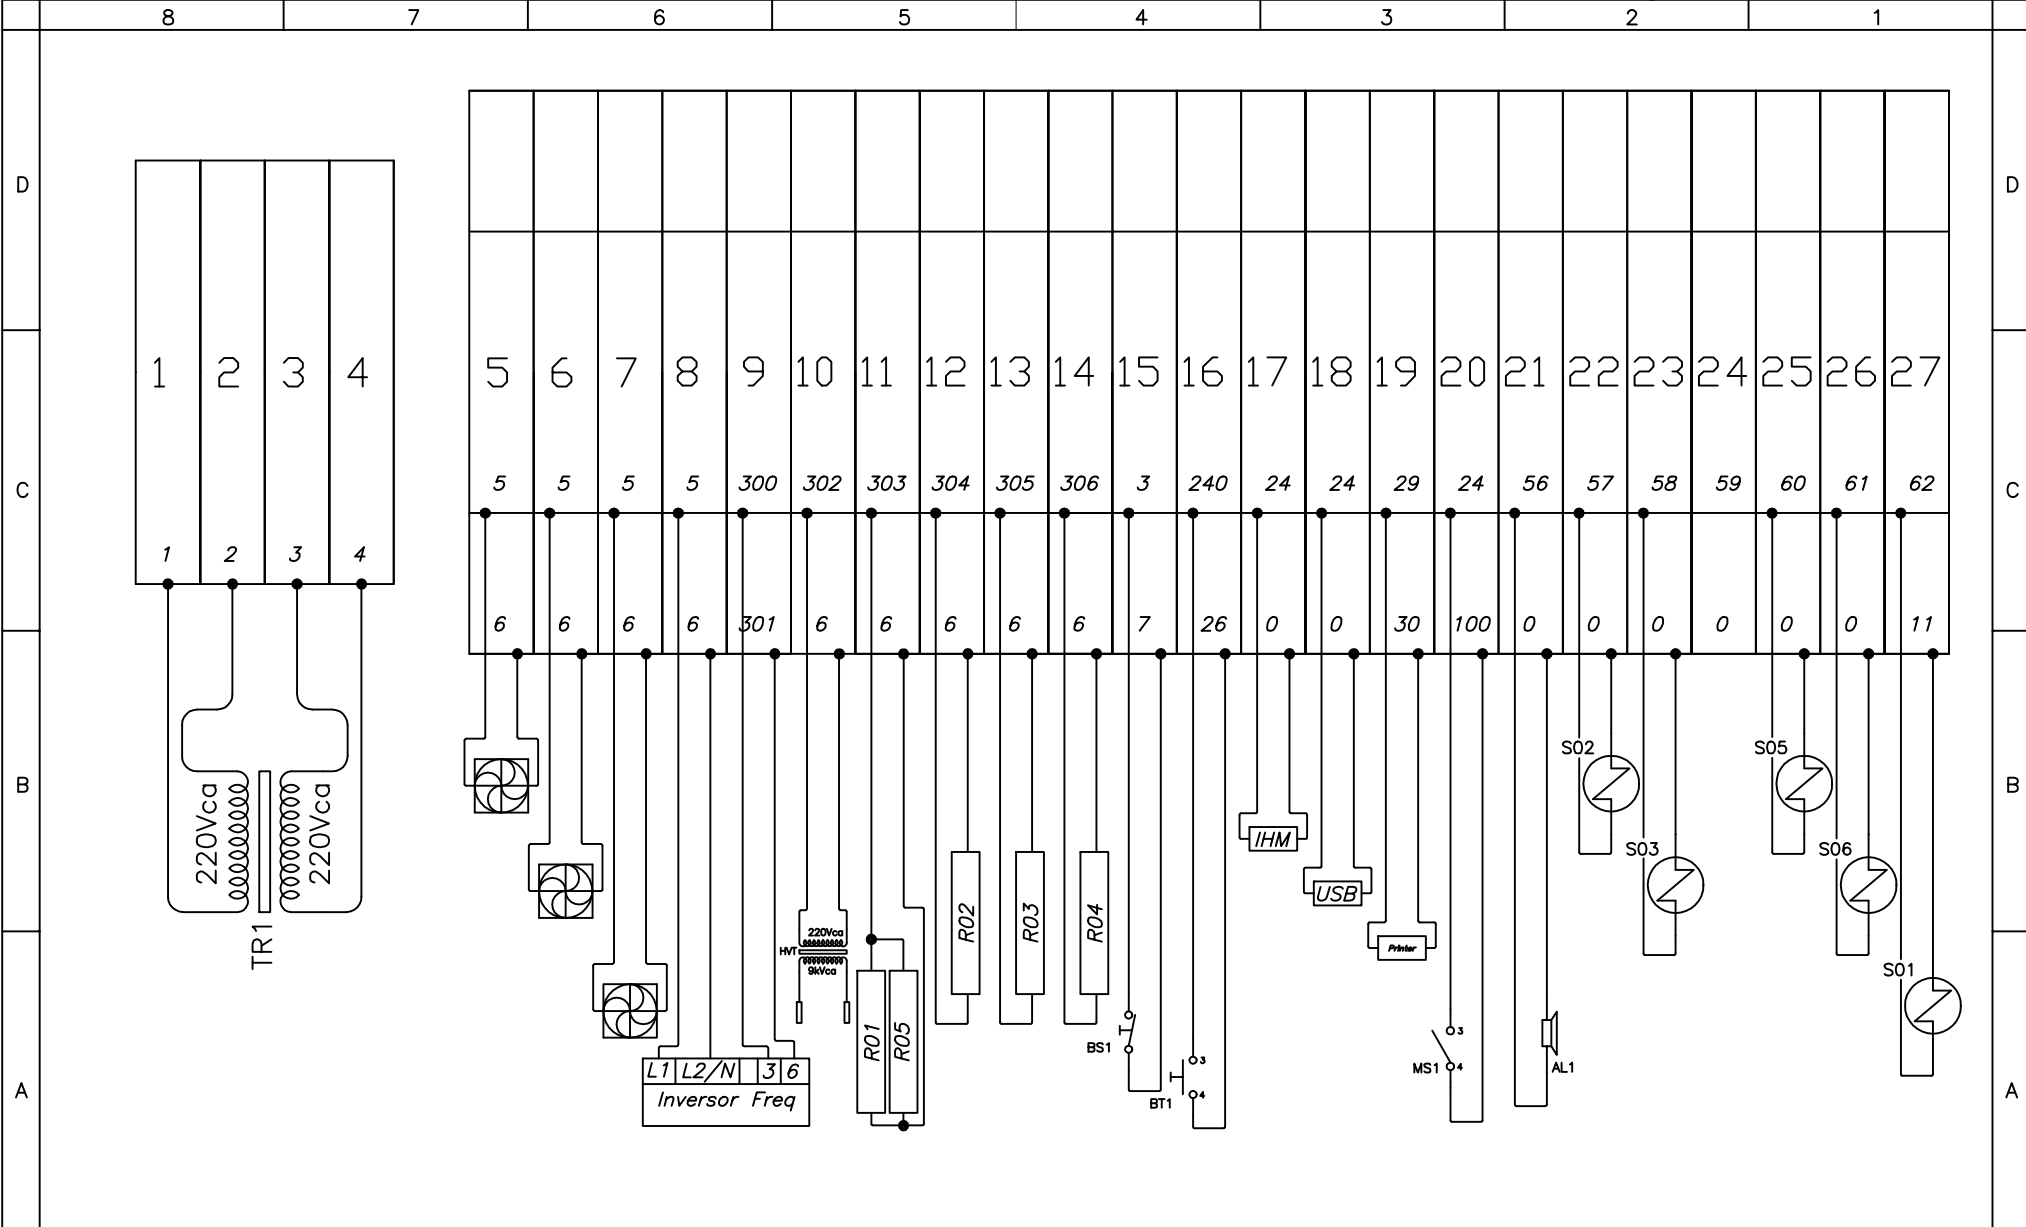 8 7 6 5 4 3 2 1
D D
1 2 3 4 5 6 7 8 9 10 11 12 13 14 15 16 17 18 19 20 21 22 23 24 25 26 27
C 5 5 5 5 300 302 303 304 305 306 3 240 24 24 29 24 56 57 58 59 60 61 62 C
1 2 3 4
6 6 6 6 301 6 6 6 6 6 7 26 0 0 30 100 0 0 0 0 0 0 11
S02 S05
B B
220Vca 220Vca
IHM
S03 S06
USB
R02 R03 R04
220Vca
TR1
HVT
Printer
9kVca
S01
R01 R05
3
BS1
3
MS1 4 AL1
L1 L2/N 3 6
A A
4
BT1
Inversor Freq